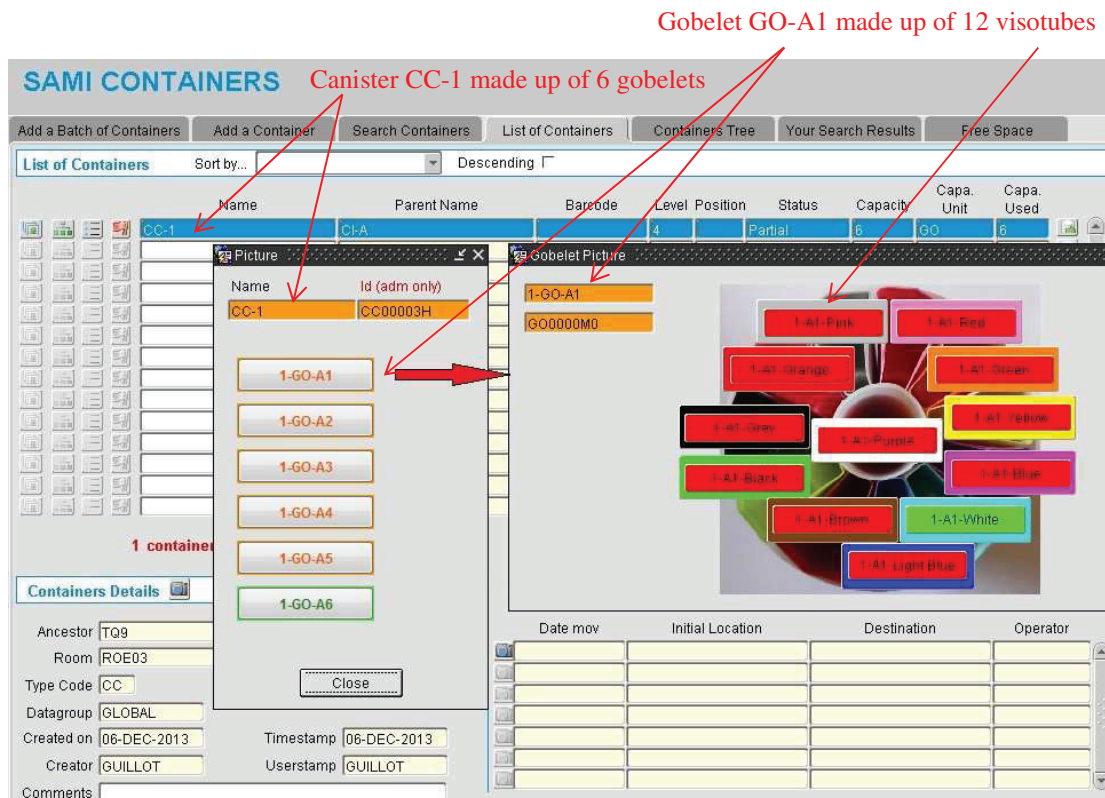 Gobelet GO-A1 made up of 12 visotubes
SAMI CONTAINERS
Canister CC-1 made up of 6 gobelets
Add a Batch of Containers Add a Container Search Containers List of Containers Containers Tree Your Search Results Free Space
List of Containers Sort by... Descending
Name Parent Name Barcode Level Position Status Capacity Capa. Unit Capa. Used
CC-1 CI-A 4 Partial 6 GO 6
Picture
Name Id (adm only)
CC-1 CC00003H
1-GO-A1
1-GO-A2
1-GO-A3
1-GO-A4
1-GO-A5
1-GO-A6
Close
Gobelet Picture
1-GO-A1
GO0000M0
1-A1-Pink 1-A1-Red
1-A1-Orange 1-A1-Green
1-A1-Grey 1-A1-Purple 1-A1-Yellow
1-A1-Black 1-A1-Blue
1-A1-Brown 1-A1-White
1-A1-Light Blue
1 container
Containers Details
Ancestor TQ9
Room ROE03
Type Code CC
Datagroup GLOBAL
Created on 06-DEC-2013 Timestamp 06-DEC-2013
Creator GUILLOT Userstamp GUILLOT
Comments
Date mov Initial Location Destination Operator